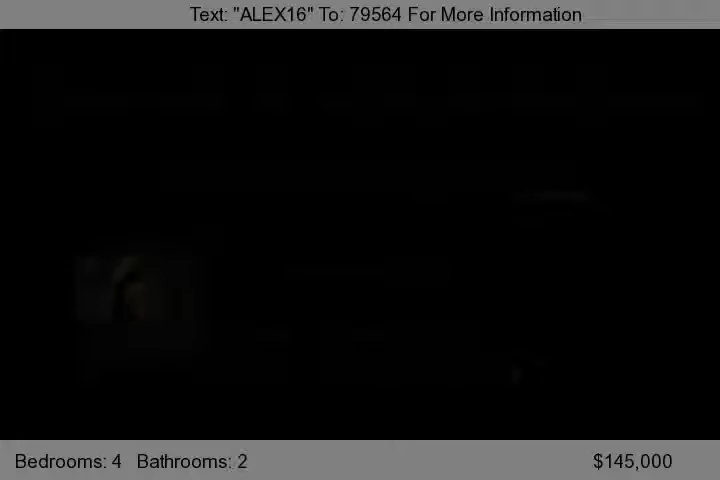 Text: "ALEX16" To: 79564 For More Information
Bedrooms: 4 Bathrooms: 2 $145,000